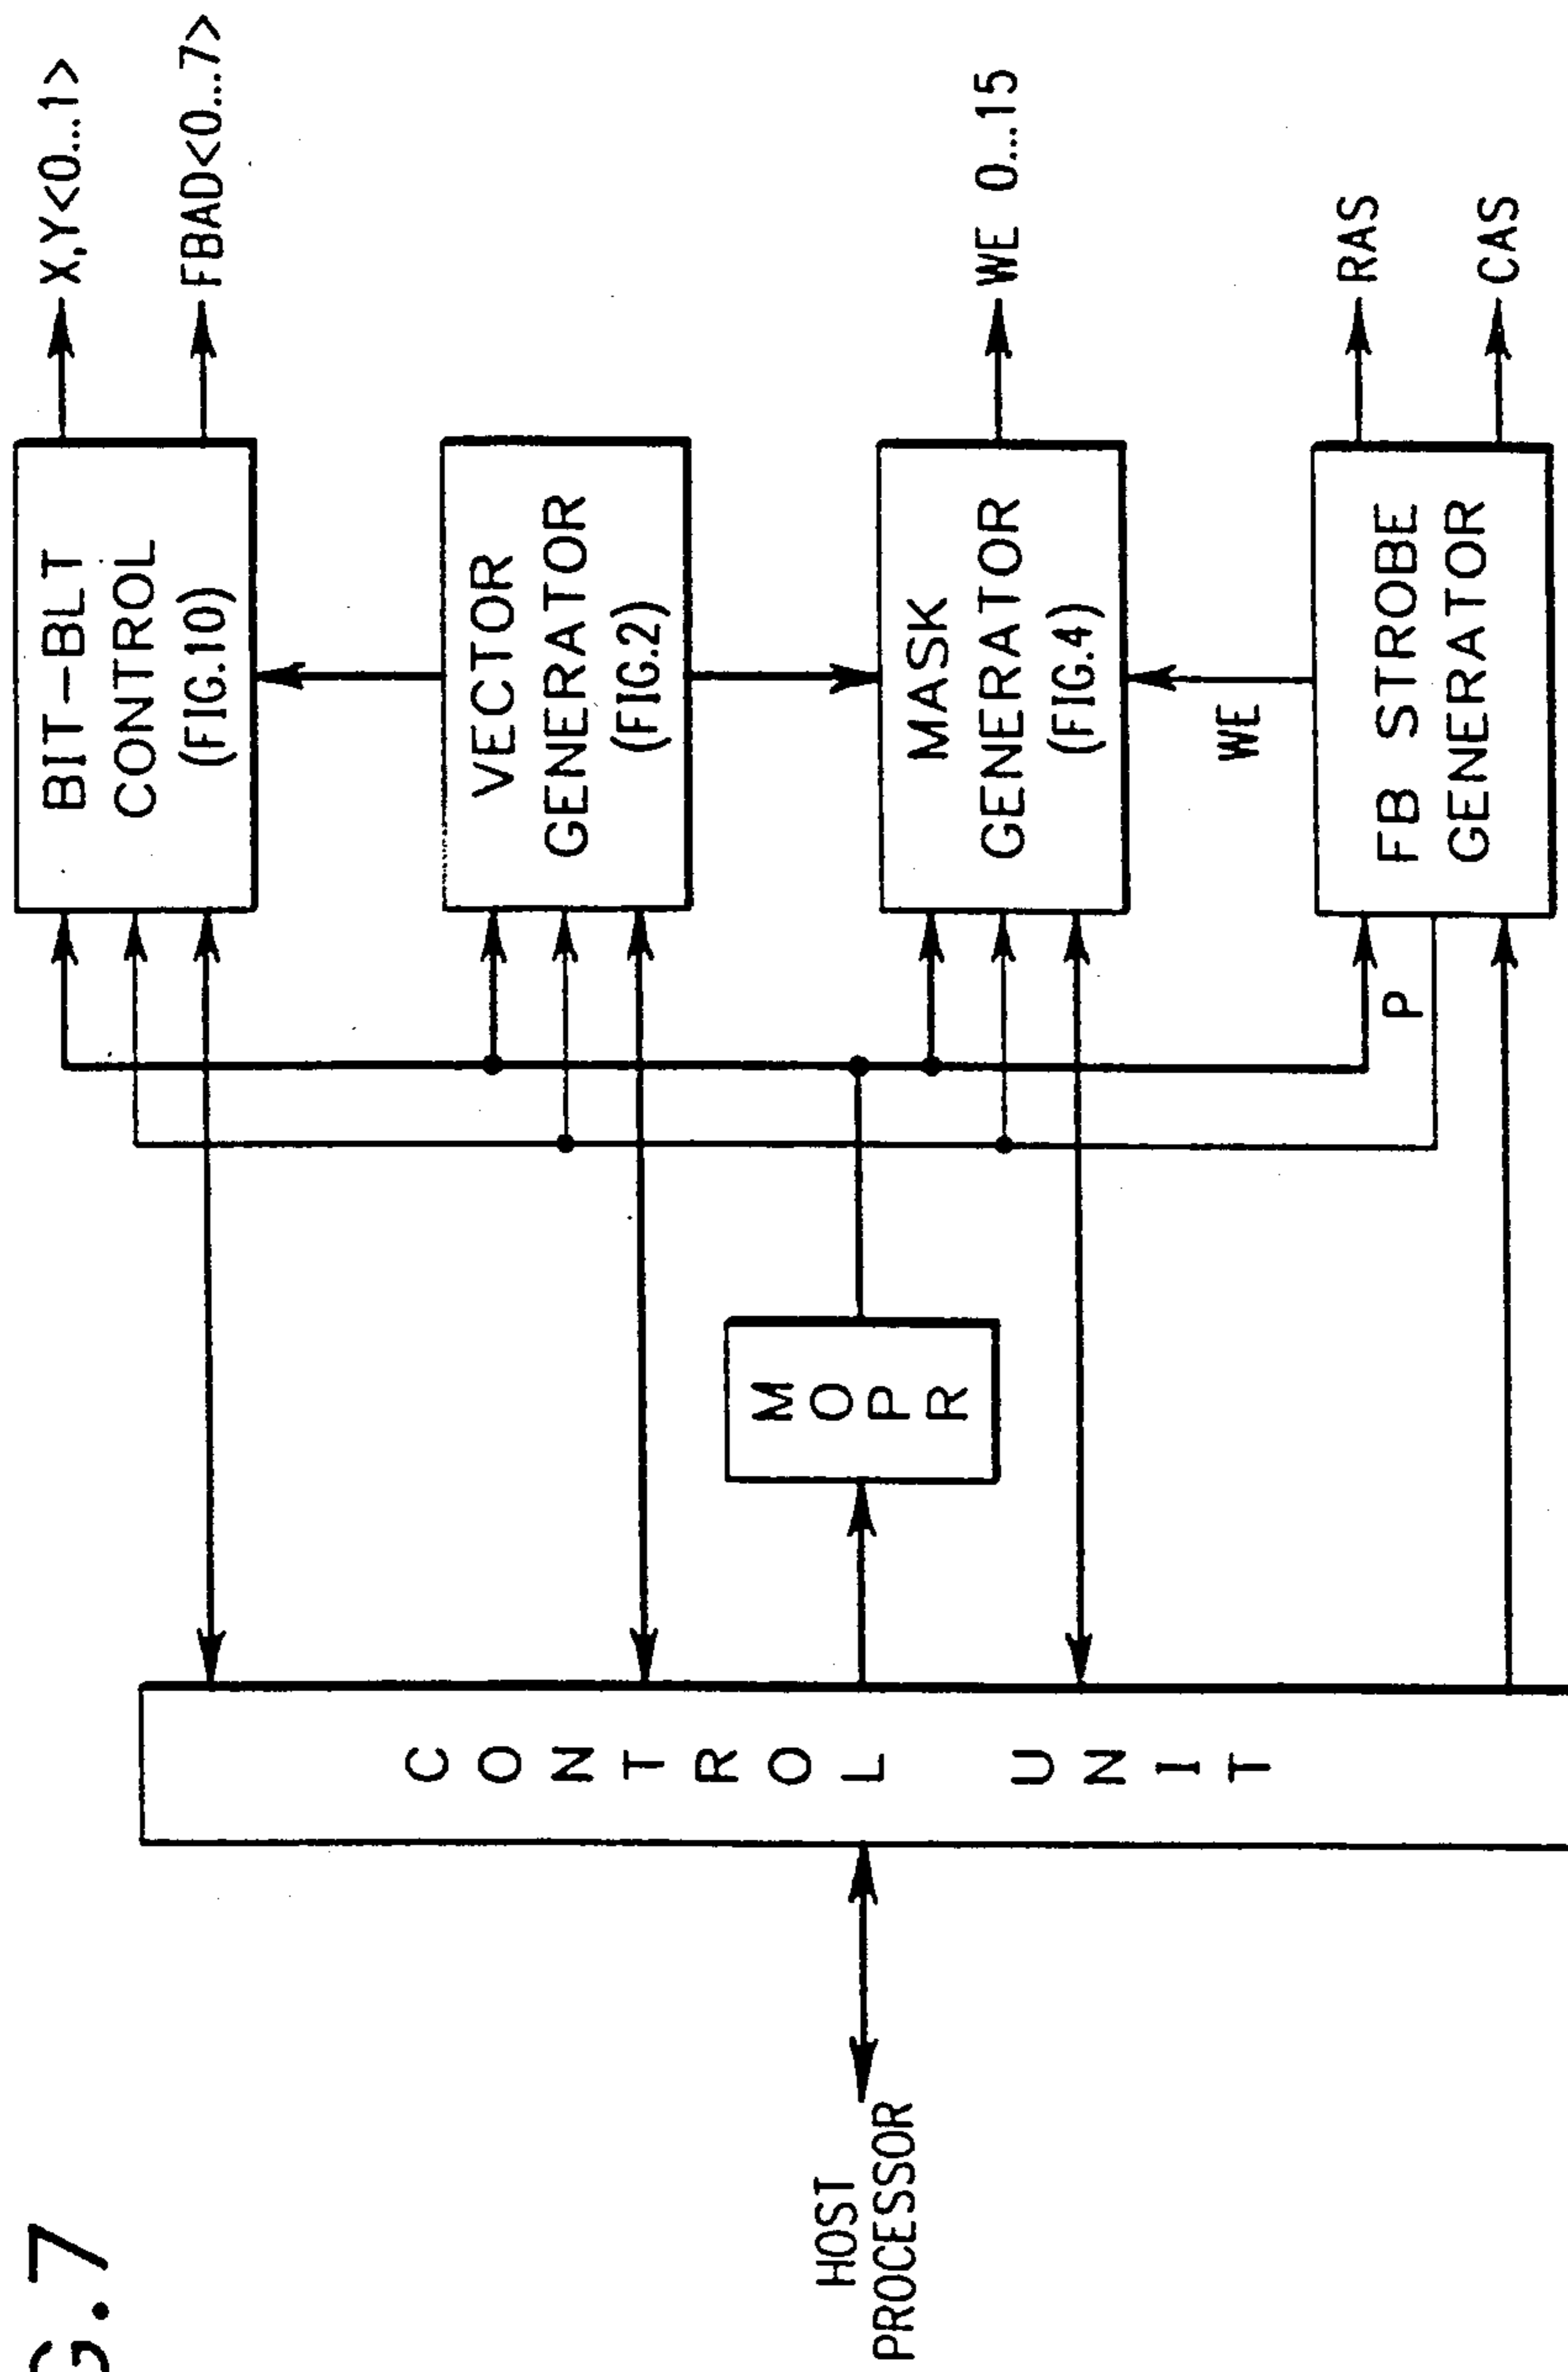 G.7
HOST
PROCESSOR
CONTROL UNIT
MOPR
BIT-BLT
CONTROL
(FIG.10)
X,Y<0...1>
FBAD<0...7>
VECTOR
GENERATOR
(FIG.2)
MASK
GENERATOR
(FIG.4)
WE 0...15
WE
P
FB STROBE
GENERATOR
RAS
CAS